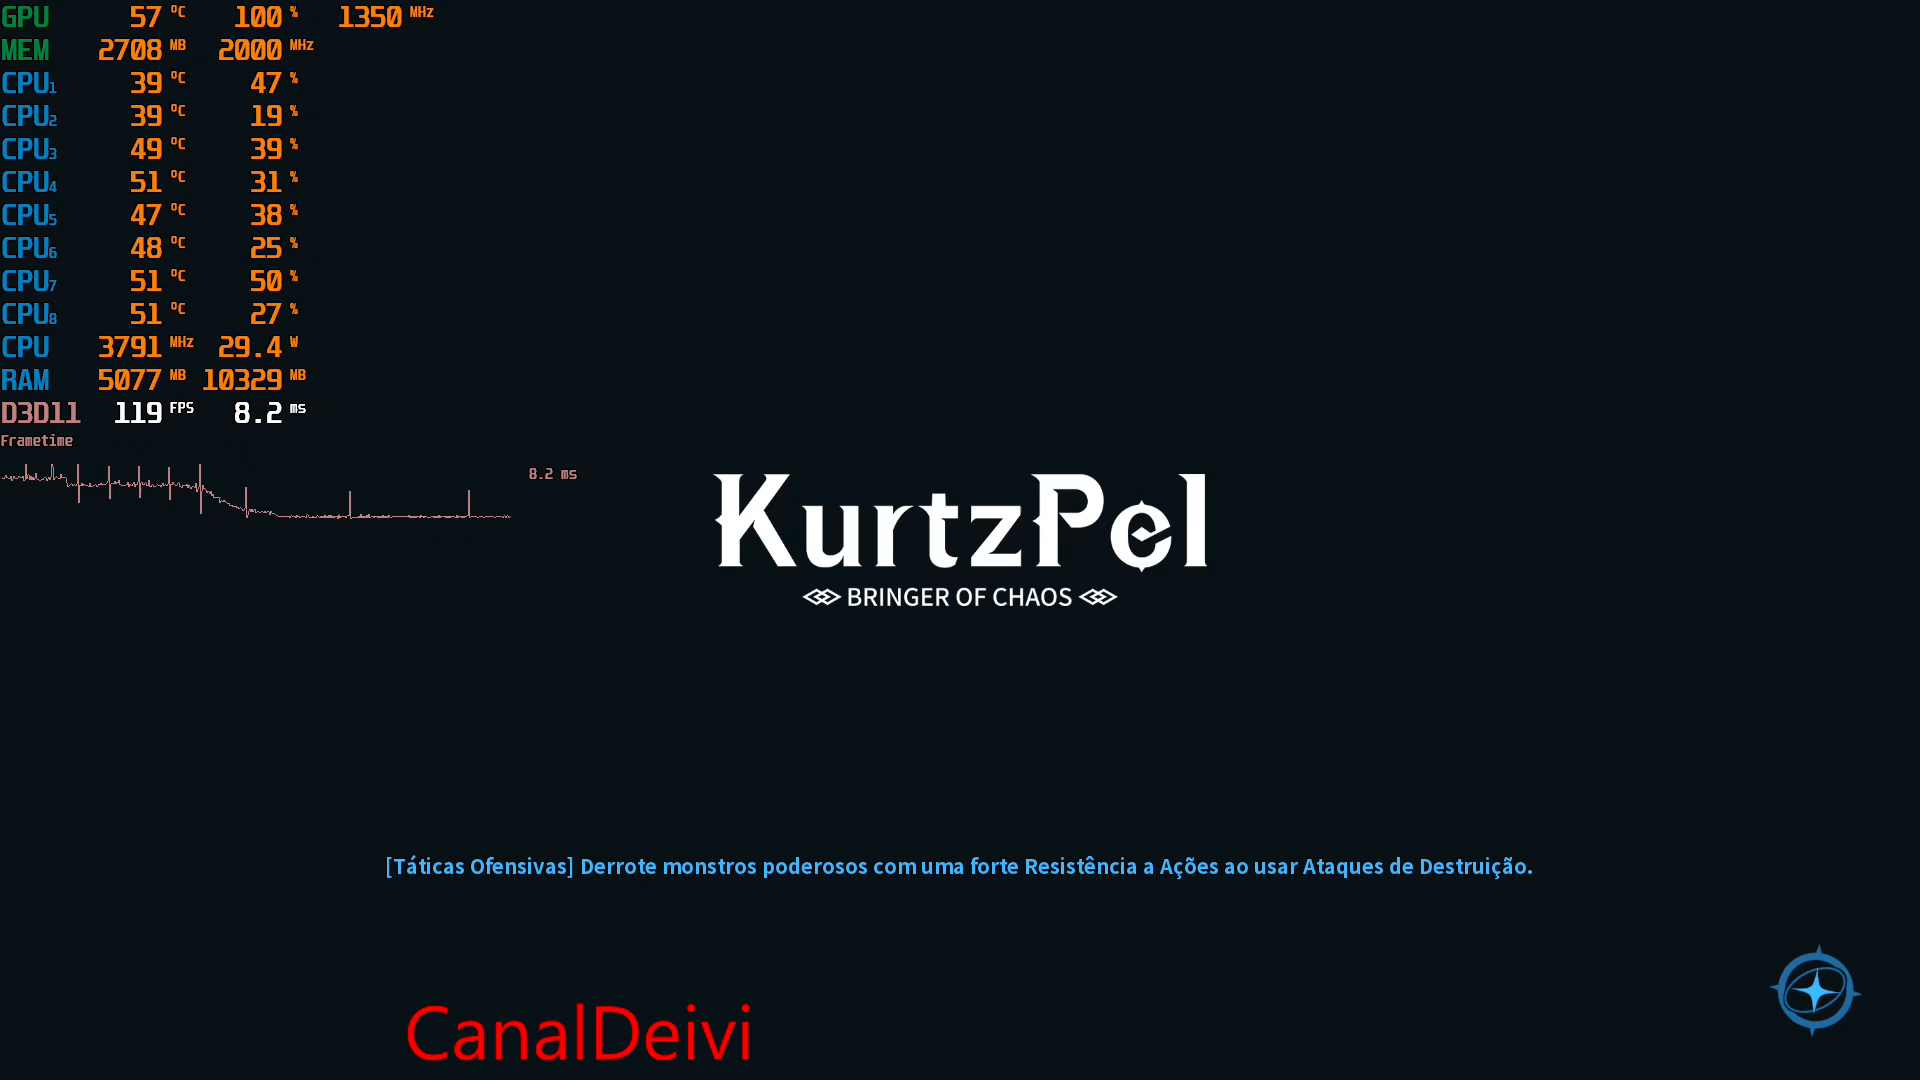 GPU 57 °C 100 % 1350 MHz
MEM 2708 MB 2000 MHz
CPU1 39 °C 47 %
CPU2 39 °C 19 %
CPU3 49 °C 39 %
CPU4 51 °C 31 %
CPU5 47 °C 38 %
CPU6 48 °C 25 %
CPU7 51 °C 50 %
CPU8 51 °C 27 %
CPU 3791 MHz 29.4 W
RAM 5077 MB 10329 MB
D3D11 119 FPS 8.2 ms
Frametime
8.2 ms
KurtzPel
BRINGER OF CHAOS
[Táticas Ofensivas] Derrote monstros poderosos com uma forte Resistência a Ações ao usar Ataques de Destruição.
CanalDeivi